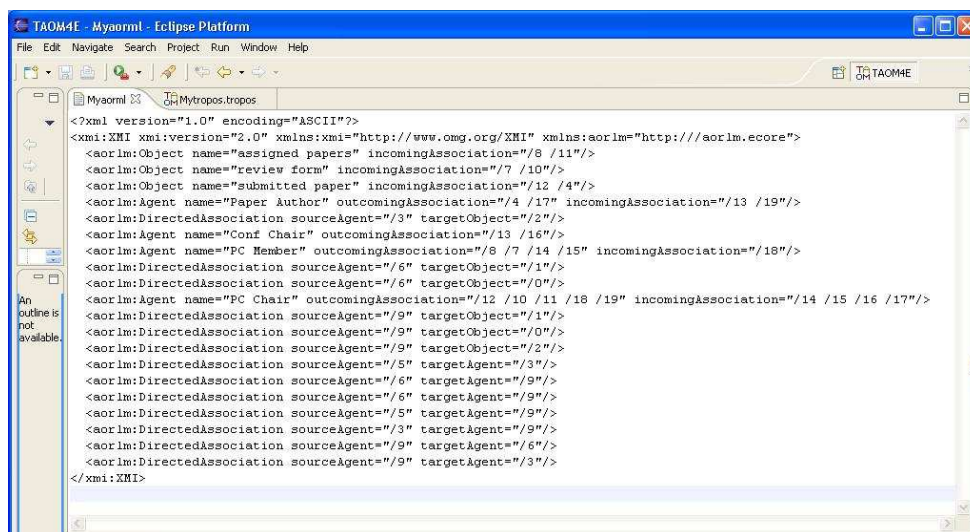 TAOM4E - Myaorml - Eclipse Platform
File Edit Navigate Search Project Run Window Help
TAOM4E
Myaorml Mytropos.tropos
<?xml version="1.0" encoding="ASCII"?>
<xmi:XMI xmi:version="2.0" xmlns:xmi="http://www.omg.org/XMI" xmlns:aorlm="http:///aorlm.ecore">
<aorlm:Object name="assigned papers" incomingAssociation="/8 /11"/>
<aorlm:Object name="review form" incomingAssociation="/7 /10"/>
<aorlm:Object name="submitted paper" incomingAssociation="/12 /4"/>
<aorlm:Agent name="Paper Author" outcomingAssociation="/4 /17" incomingAssociation="/13 /19"/>
<aorlm:DirectedAssociation sourceAgent="/3" targetObject="/2"/>
<aorlm:Agent name="Conf Chair" outcomingAssociation="/13 /16"/>
<aorlm:Agent name="PC Member" outcomingAssociation="/8 /7 /14 /15" incomingAssociation="/18"/>
<aorlm:DirectedAssociation sourceAgent="/6" targetObject="/1"/>
<aorlm:DirectedAssociation sourceAgent="/6" targetObject="/0"/>
<aorlm:Agent name="PC Chair" outcomingAssociation="/12 /10 /11 /18 /19" incomingAssociation="/14 /15 /16 /17"/>
<aorlm:DirectedAssociation sourceAgent="/9" targetObject="/1"/>
<aorlm:DirectedAssociation sourceAgent="/9" targetObject="/0"/>
<aorlm:DirectedAssociation sourceAgent="/9" targetObject="/2"/>
<aorlm:DirectedAssociation sourceAgent="/5" targetAgent="/3"/>
<aorlm:DirectedAssociation sourceAgent="/6" targetAgent="/9"/>
<aorlm:DirectedAssociation sourceAgent="/6" targetAgent="/9"/>
<aorlm:DirectedAssociation sourceAgent="/5" targetAgent="/9"/>
<aorlm:DirectedAssociation sourceAgent="/3" targetAgent="/9"/>
<aorlm:DirectedAssociation sourceAgent="/9" targetAgent="/6"/>
<aorlm:DirectedAssociation sourceAgent="/9" targetAgent="/3"/>
</xmi:XMI>
An
outline is
not
available.